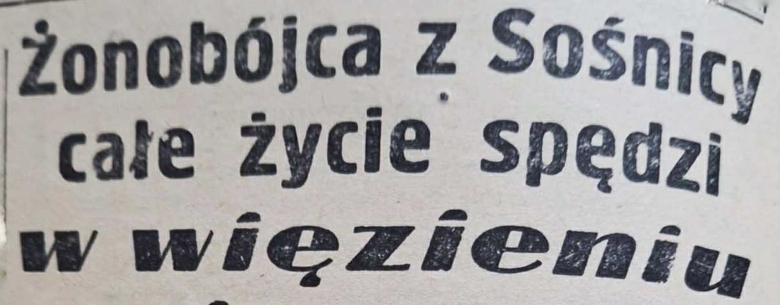 Żonobójca z Sośnicy
całe życie spędzi
w więzieniu